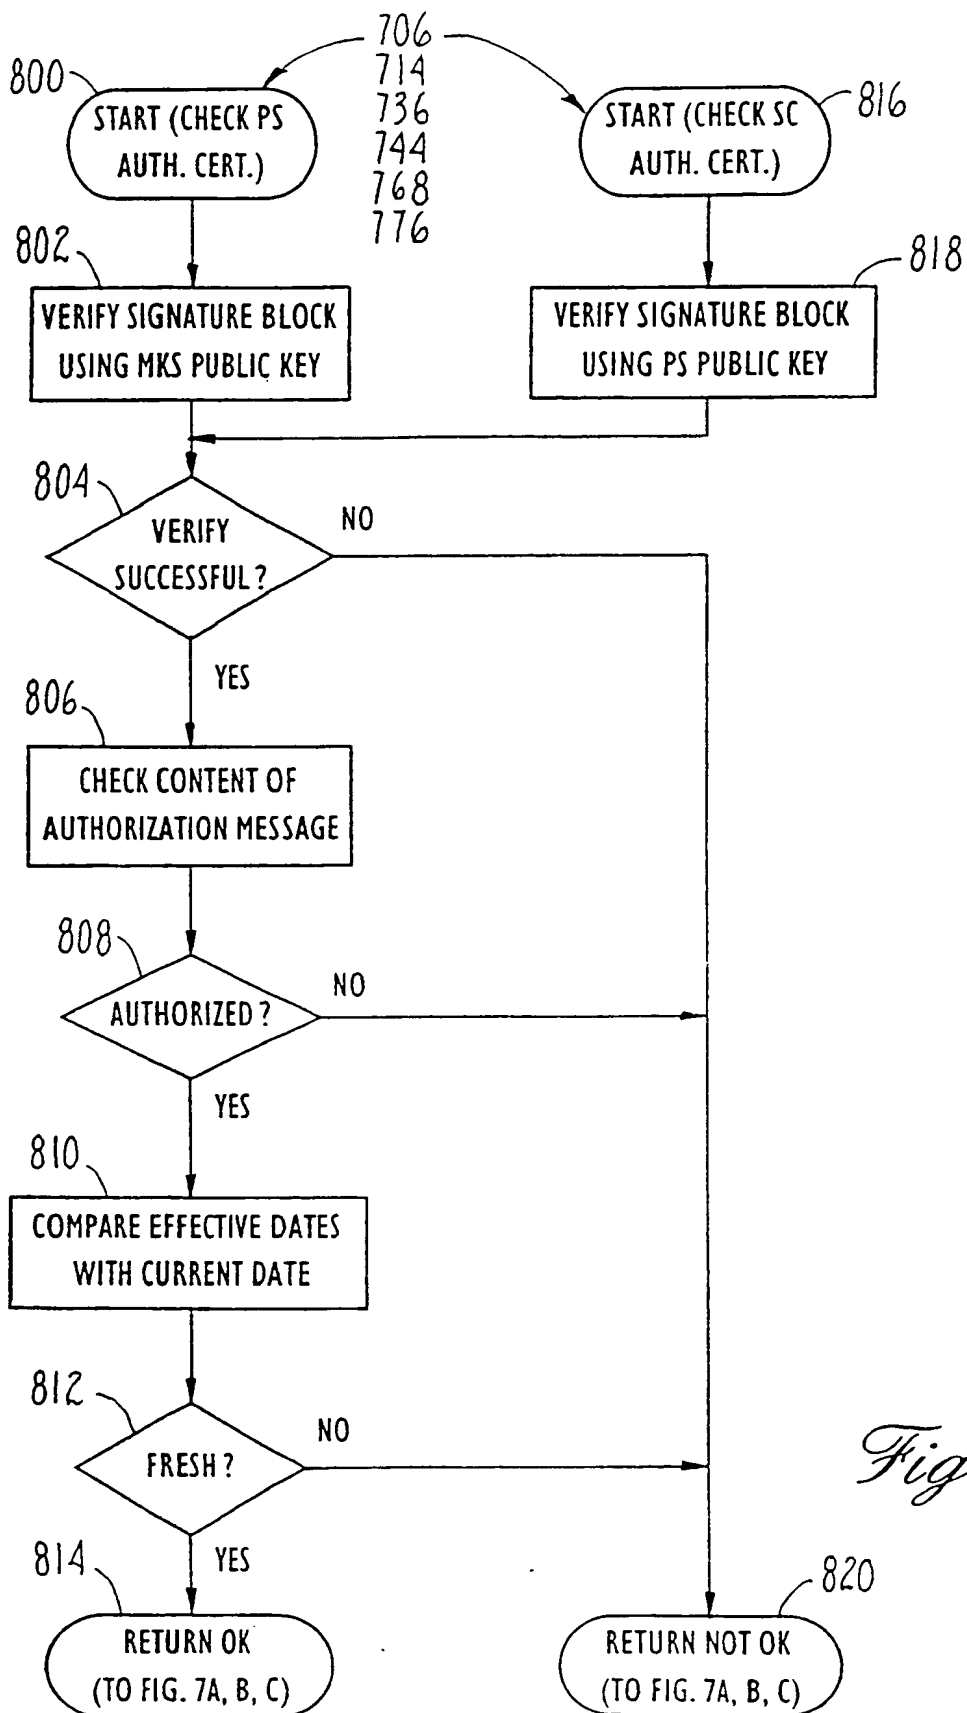 706
714
736
744
768
776
800
START (CHECK PS
AUTH. CERT.)
816
START (CHECK SC
AUTH. CERT.)
802
VERIFY SIGNATURE BLOCK
USING MKS PUBLIC KEY
818
VERIFY SIGNATURE BLOCK
USING PS PUBLIC KEY
804
VERIFY
SUCCESSFUL?
NO
YES
806
CHECK CONTENT OF
AUTHORIZATION MESSAGE
808
AUTHORIZED?
NO
YES
810
COMPARE EFFECTIVE DATES
WITH CURRENT DATE
812
FRESH?
NO
YES
Fig
814
RETURN OK
(TO FIG. 7A, B, C)
820
RETURN NOT OK
(TO FIG. 7A, B, C)